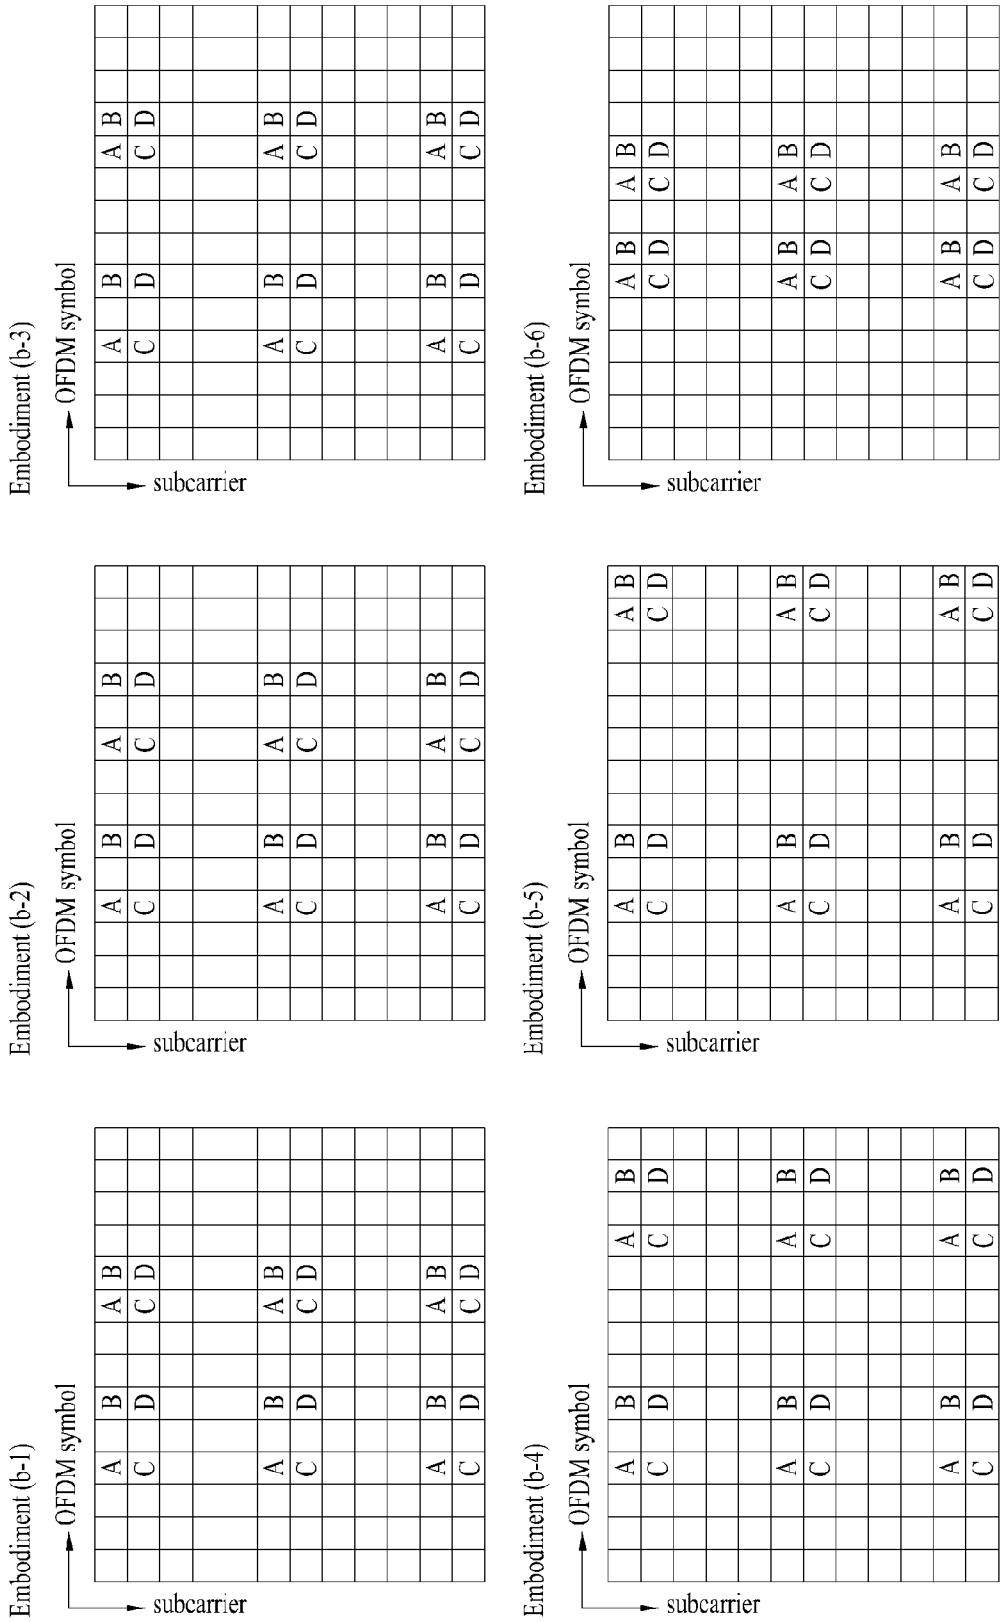 Embodiment (b-1)
OFDM symbol
subcarrier
A B A B
C D C D
A B A B
C D C D
A B A B
C D C D
Embodiment (b-2)
OFDM symbol
subcarrier
A B A B
C D C D
A B A B
C D C D
A B A B
C D C D
Embodiment (b-3)
OFDM symbol
subcarrier
A B A B
C D C D
A B A B
C D C D
A B A B
C D C D
Embodiment (b-4)
OFDM symbol
subcarrier
A B A B
C D C D
A B A B
C D C D
A B A B
C D C D
Embodiment (b-5)
OFDM symbol
subcarrier
A B A B
C D C D
A B A B
C D C D
A B A B
C D C D
Embodiment (b-6)
OFDM symbol
subcarrier
A B A B
C D C D
A B A B
C D C D
A B A B
C D C D